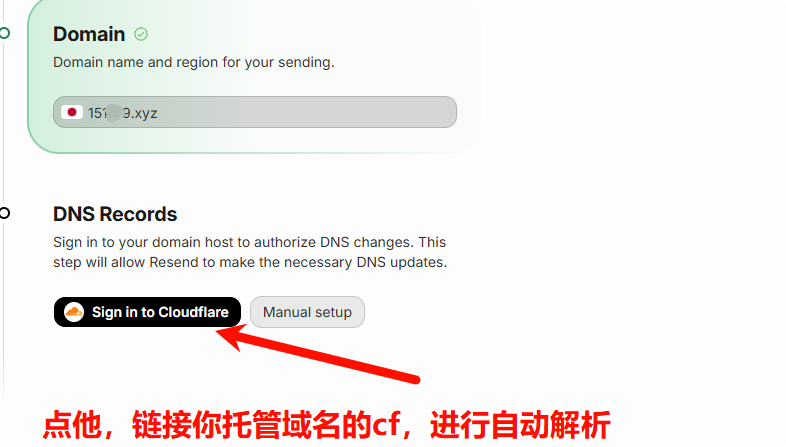 Domain
Domain name and region for your sending.
DNS Records
Sign in to your domain host to authorize DNS changes. This
step will allow Resend to make the necessary DNS updates.
Sign in to Cloudflare
Manual setup
点他，链接你托管域名的cf，进行自动解析